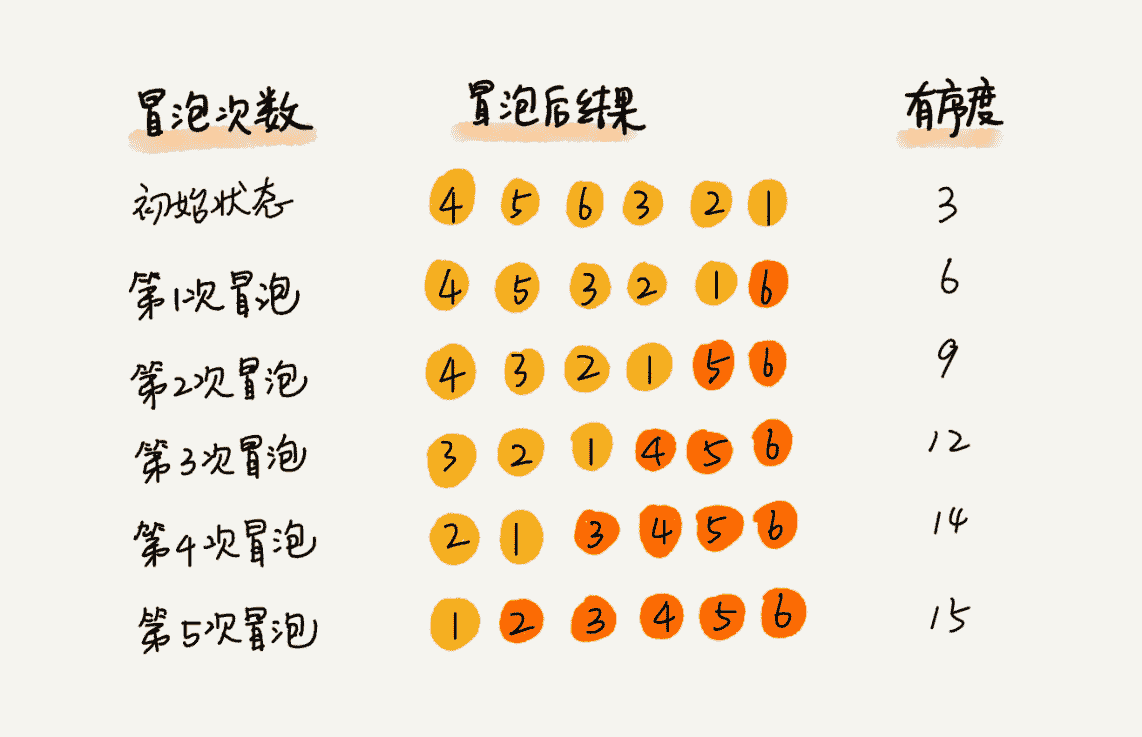 冒泡次数 冒泡后结果 有序度
初始状态 4 5 6 3 2 1 3
第1次冒泡 4 5 3 2 1 6 6
第2次冒泡 4 3 2 1 5 6 9
第3次冒泡 3 2 1 4 5 6 12
第4次冒泡 2 1 3 4 5 6 14
第5次冒泡 1 2 3 4 5 6 15